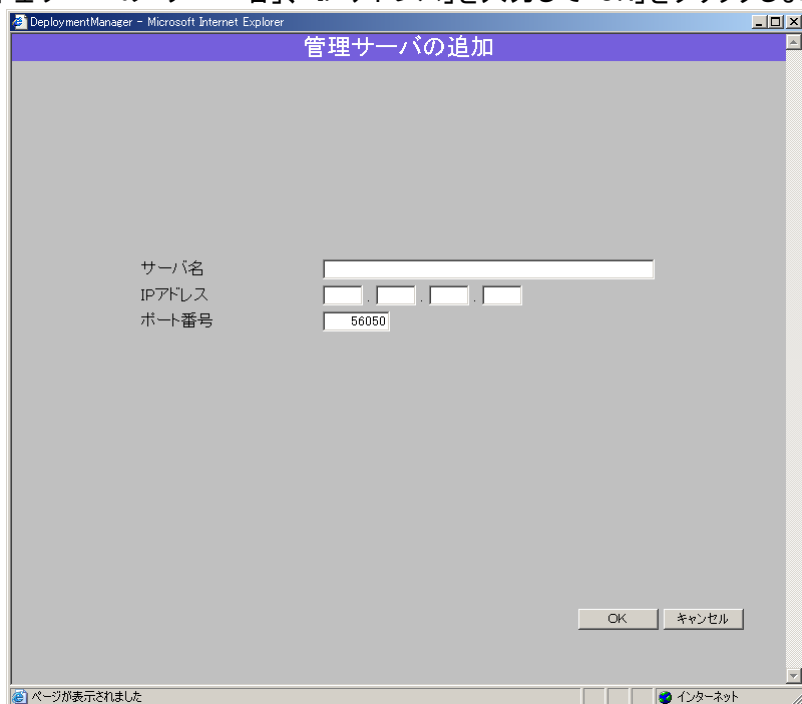 DeploymentManager - Microsoft Internet Explorer
管理サーバの追加
サーバ名
IPアドレス . . .
ポート番号 56050
OK キャンセル
ページが表示されました インターネット